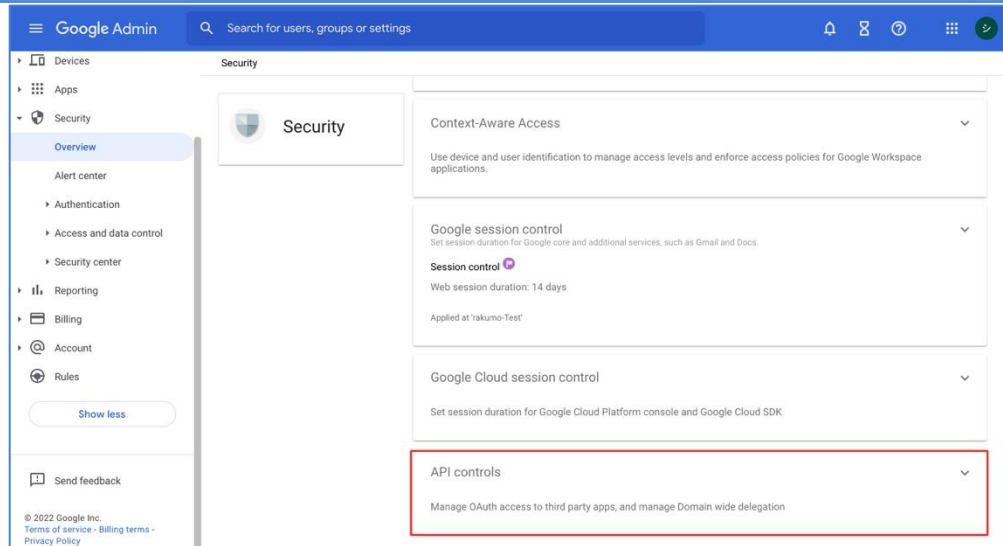 Google Admin
Search for users, groups or settings
シ
Devices
Apps
Security
Overview
Alert center
Authentication
Access and data control
Security center
Reporting
Billing
Account
Rules
Show less
Send feedback
© 2022 Google Inc.
Terms of service - Billing terms -
Privacy Policy
Security
Security
Context-Aware Access
Use device and user identification to manage access levels and enforce access policies for Google Workspace
applications.
Google session control
Set session duration for Google core and additional services, such as Gmail and Docs.
Session control
Web session duration: 14 days
Applied at 'rakumo-Test'
Google Cloud session control
Set session duration for Google Cloud Platform console and Google Cloud SDK
API controls
Manage OAuth access to third party apps, and manage Domain wide delegation